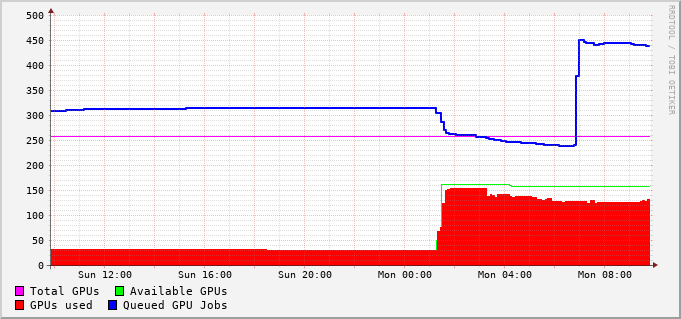 500
450
400
350
300
250
200
150
100
50
0
Sun 12:00 Sun 16:00 Sun 20:00 Mon 00:00 Mon 04:00 Mon 08:00
Total GPUs Available GPUs
GPUs used Queued GPU Jobs
RRDTOOL / TOBI OETIKER